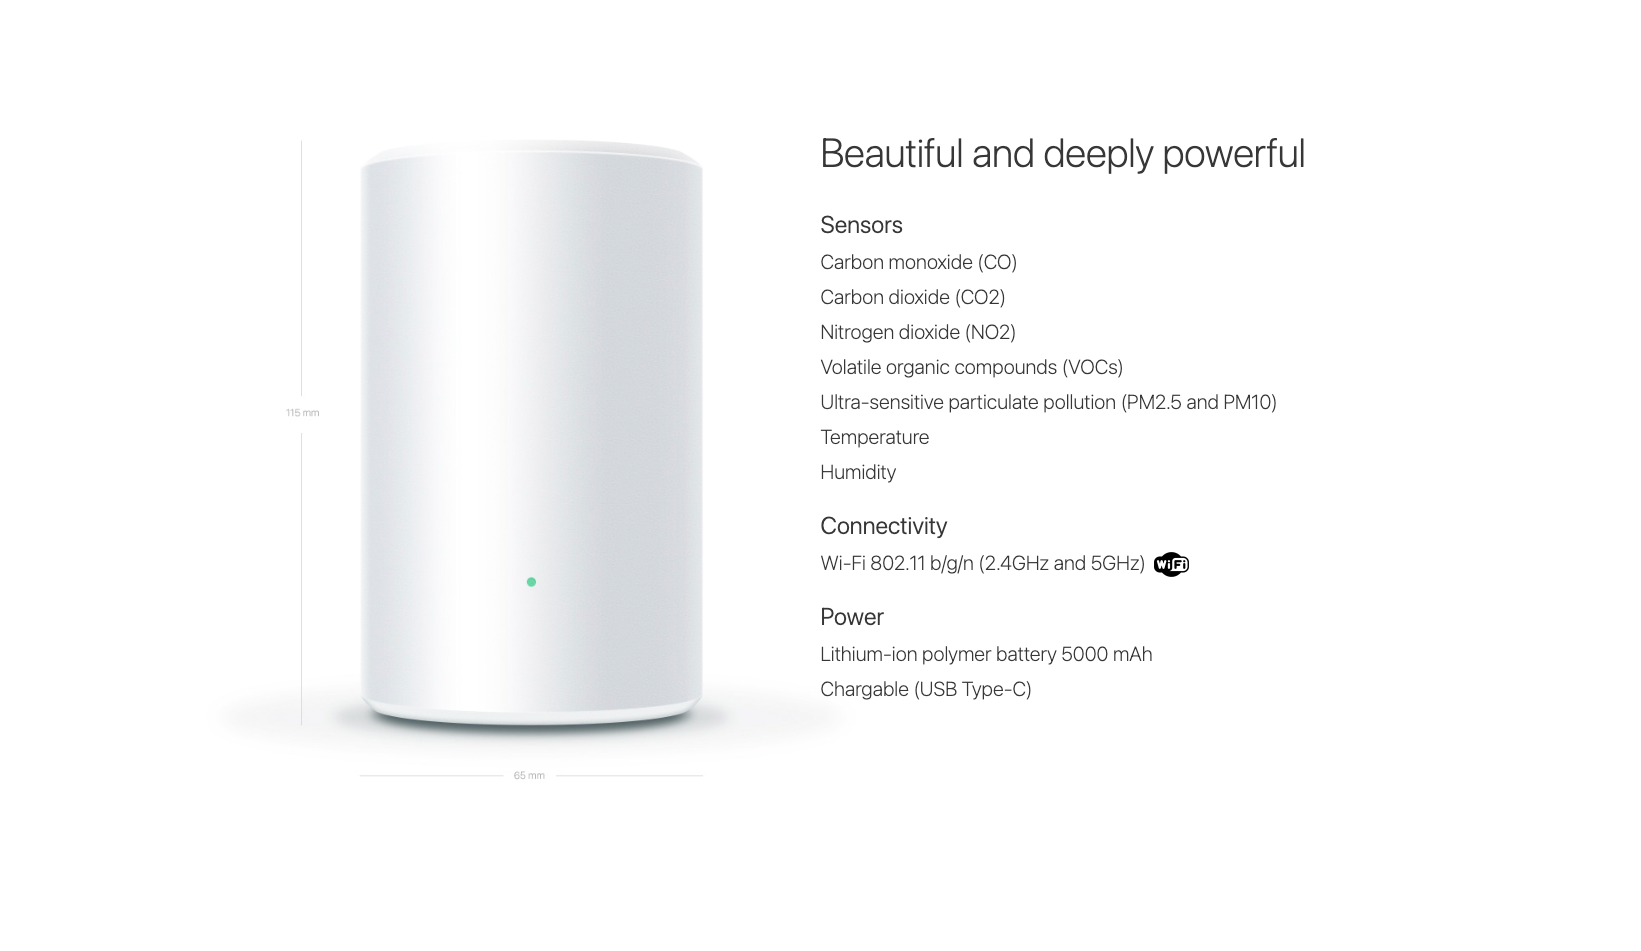 Beautiful and deeply powerful
Sensors
Carbon monoxide (CO)
Carbon dioxide (CO2)
Nitrogen dioxide (NO2)
Volatile organic compounds (VOCs)
Ultra-sensitive particulate pollution (PM2.5 and PM10)
Temperature
Humidity
115 mm
Connectivity
Wi-Fi 802.11 b/g/n (2.4GHz and 5GHz) WiFi
Power
Lithium-ion polymer battery 5000 mAh
Chargable (USB Type-C)
65 mm